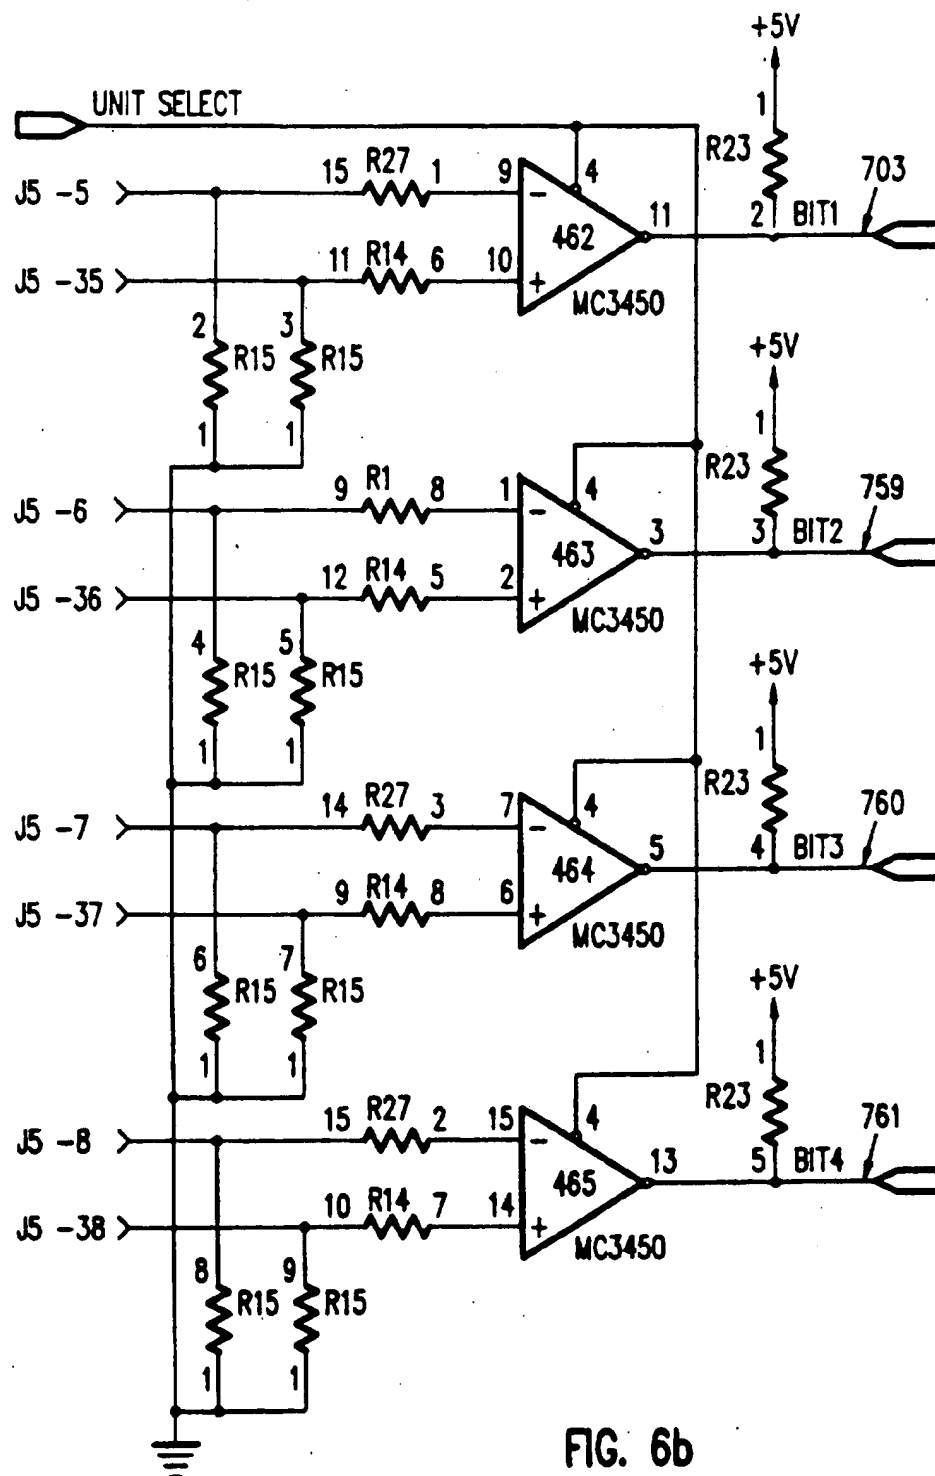 +5V
UNIT SELECT
1
R23
703
J5 -5
15 R27 1
9
-
4
462
11
2
BIT1
J5 -35
11 R14 6
10
+
MC3450
2
R15
3
R15
1
1
+5V
1
R23
759
J5 -6
9 R1 8
1
-
4
463
3
3
BIT2
J5 -36
12 R14 5
2
+
MC3450
4
R15
5
R15
1
1
+5V
1
R23
760
J5 -7
14 R27 3
7
-
4
464
5
4
BIT3
J5 -37
9 R14 8
6
+
MC3450
6
R15
7
R15
1
1
+5V
1
R23
761
J5 -8
15 R27 2
15
-
4
465
13
5
BIT4
J5 -38
10 R14 7
14
+
MC3450
8
R15
9
R15
1
1
FIG. 6b